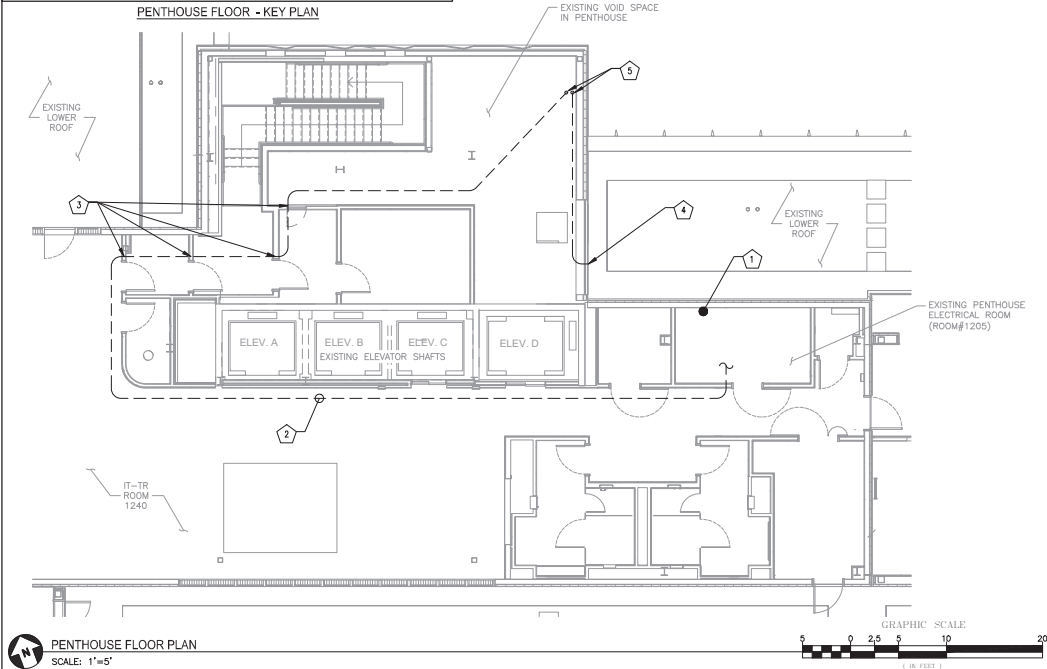 PENTHOUSE FLOOR - KEY PLAN
EXISTING VOID SPACE
IN PENTHOUSE
5
EXISTING
LOWER
ROOF
3
4
EXISTING
LOWER
ROOF
1
EXISTING PENTHOUSE
ELECTRICAL ROOM
(ROOM#1205)
ELEV. A
ELEV. B
ELEV. C
ELEV. D
EXISTING ELEVATOR SHAFTS
2
IT-TR
ROOM
1240
N
PENTHOUSE FLOOR PLAN
SCALE: 1'=5'
GRAPHIC SCALE
5 0 2.5 5 10 20
( IN FEET )